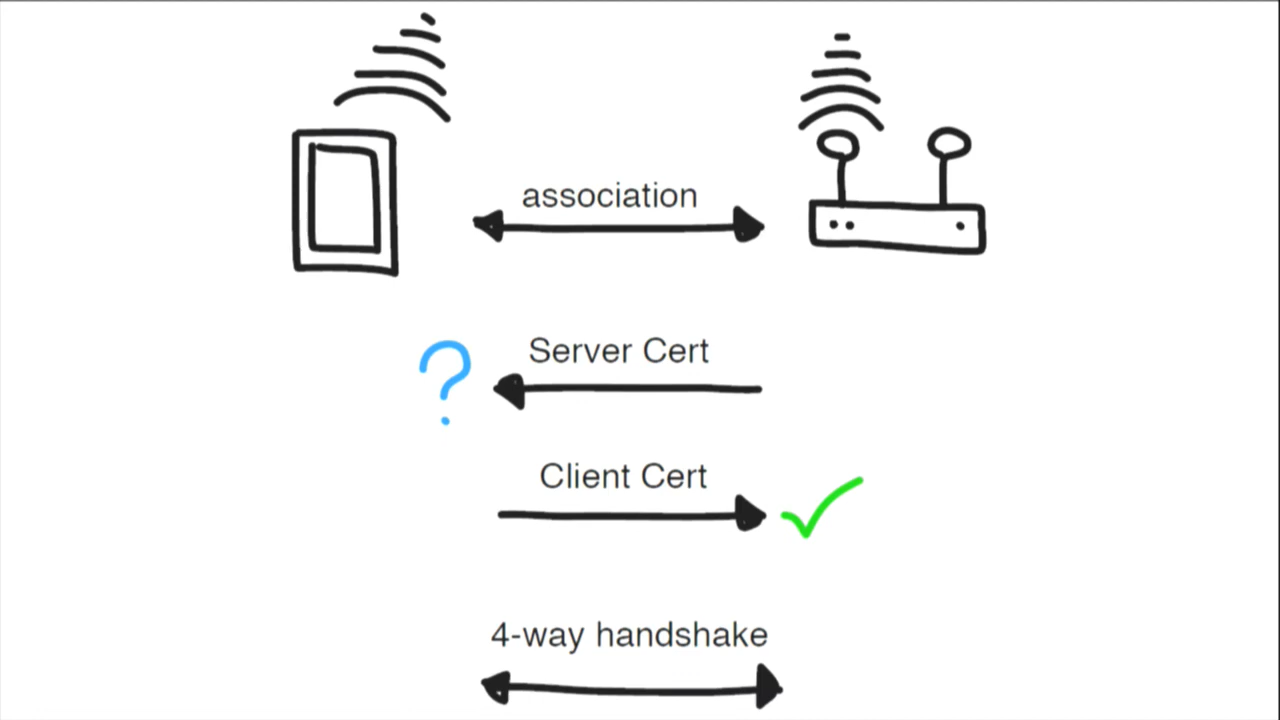 association
Server Cert
?
Client Cert
4-way handshake